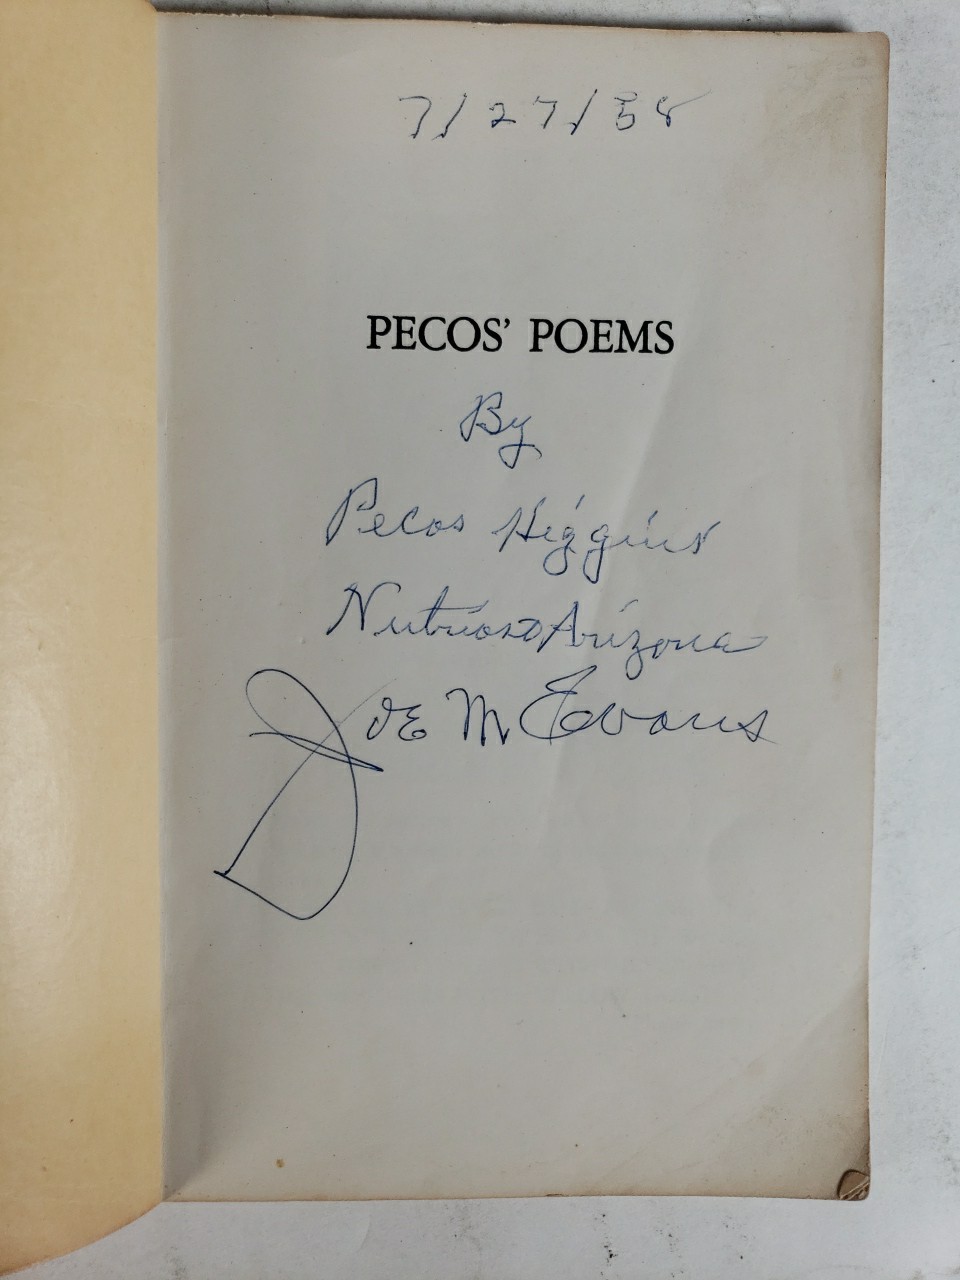 7/27/58
PECOS' POEMS
By
Pecos Higgins
Nutrioso Arizona
Joe M Evans